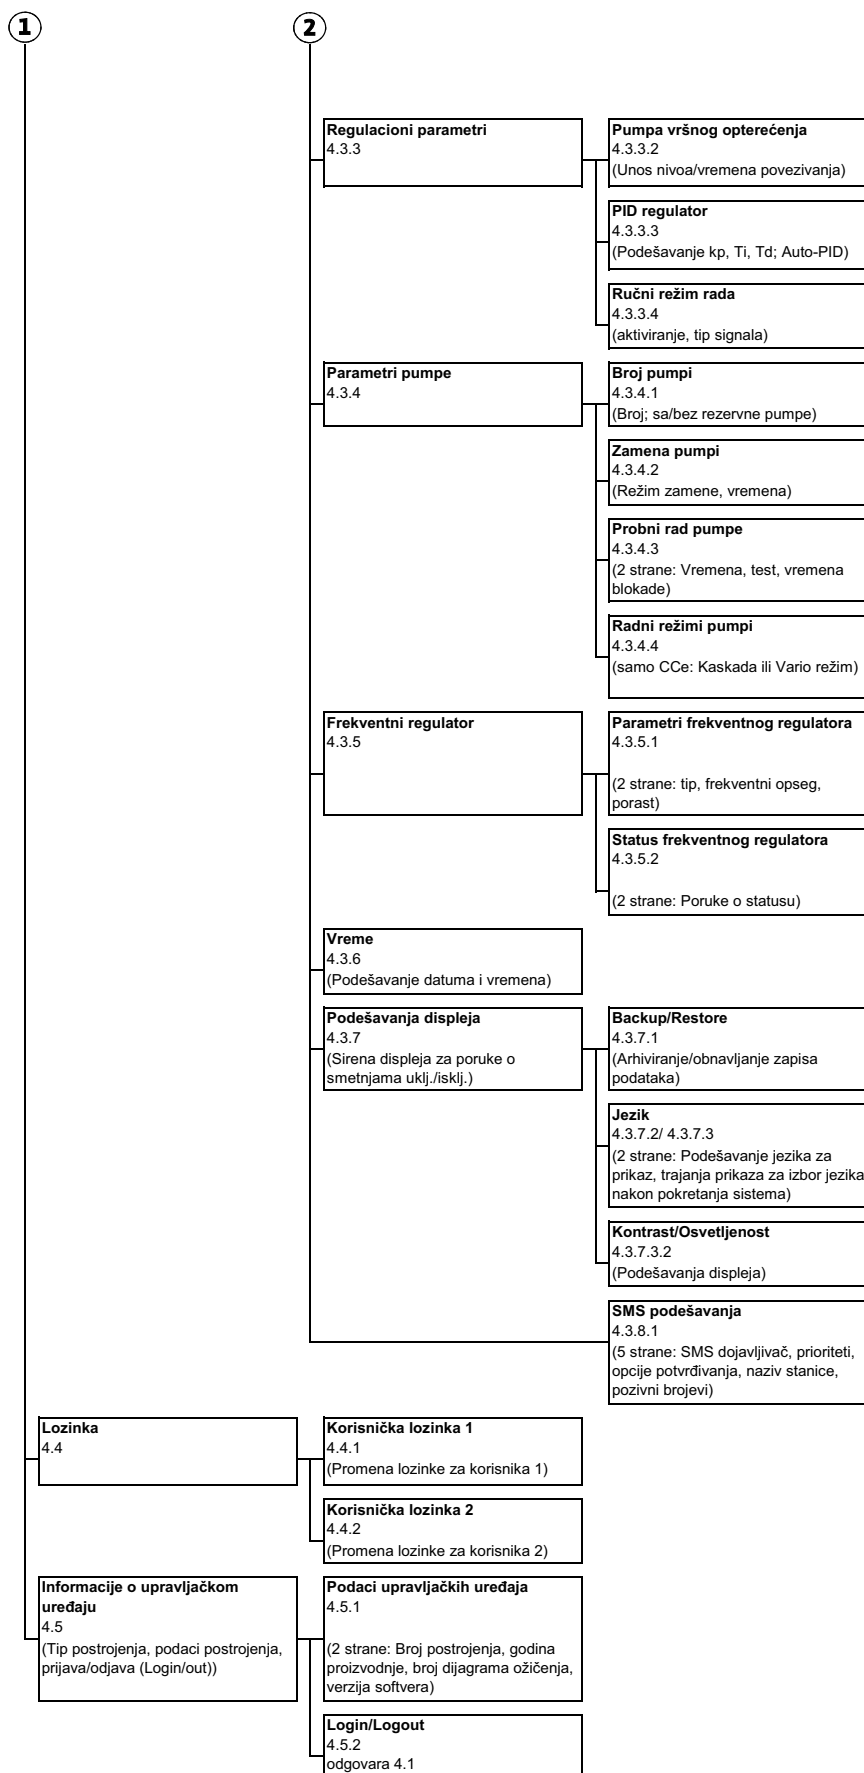 1
2
Regulacioni parametri
4.3.3
Pumpa vršnog opterećenja
4.3.3.2
(Unos nivoa/vremena povezivanja)
PID regulator
4.3.3.3
(Podešavanje kp, Ti, Td; Auto-PID)
Ručni režim rada
4.3.3.4
(aktiviranje, tip signala)
Parametri pumpe
4.3.4
Broj pumpi
4.3.4.1
(Broj; sa/bez rezervne pumpe)
Zamena pumpi
4.3.4.2
(Režim zamene, vremena)
Probni rad pumpe
4.3.4.3
(2 strane: Vremena, test, vremena
blokade)
Radni režimi pumpi
4.3.4.4
(samo CCe: Kaskada ili Vario režim)
Frekventni regulator
4.3.5
Parametri frekventnog regulatora
4.3.5.1
(2 strane: tip, frekventni opseg,
porast)
Status frekventnog regulatora
4.3.5.2
(2 strane: Poruke o statusu)
Vreme
4.3.6
(Podešavanje datuma i vremena)
Podešavanja displeja
4.3.7
(Sirena displeja za poruke o
smetnjama uklj./isklj.)
Backup/Restore
4.3.7.1
(Arhiviranje/obnavljanje zapisa
podataka)
Jezik
4.3.7.2/ 4.3.7.3
(2 strane: Podešavanje jezika za
prikaz, trajanja prikaza za izbor jezika
nakon pokretanja sistema)
Kontrast/Osvetljenost
4.3.7.3.2
(Podešavanja displeja)
SMS podešavanja
4.3.8.1
(5 strane: SMS dojavljivač, prioriteti,
opcije potvrđivanja, naziv stanice,
pozivni brojevi)
Lozinka
4.4
Korisnička lozinka 1
4.4.1
(Promena lozinke za korisnika 1)
Korisnička lozinka 2
4.4.2
(Promena lozinke za korisnika 2)
Informacije o upravljačkom
uređaju
4.5
(Tip postrojenja, podaci postrojenja,
prijava/odjava (Login/out))
Podaci upravljačkih uređaja
4.5.1
(2 strane: Broj postrojenja, godina
proizvodnje, broj dijagrama ožičenja,
verzija softvera)
Login/Logout
4.5.2
odgovara 4.1